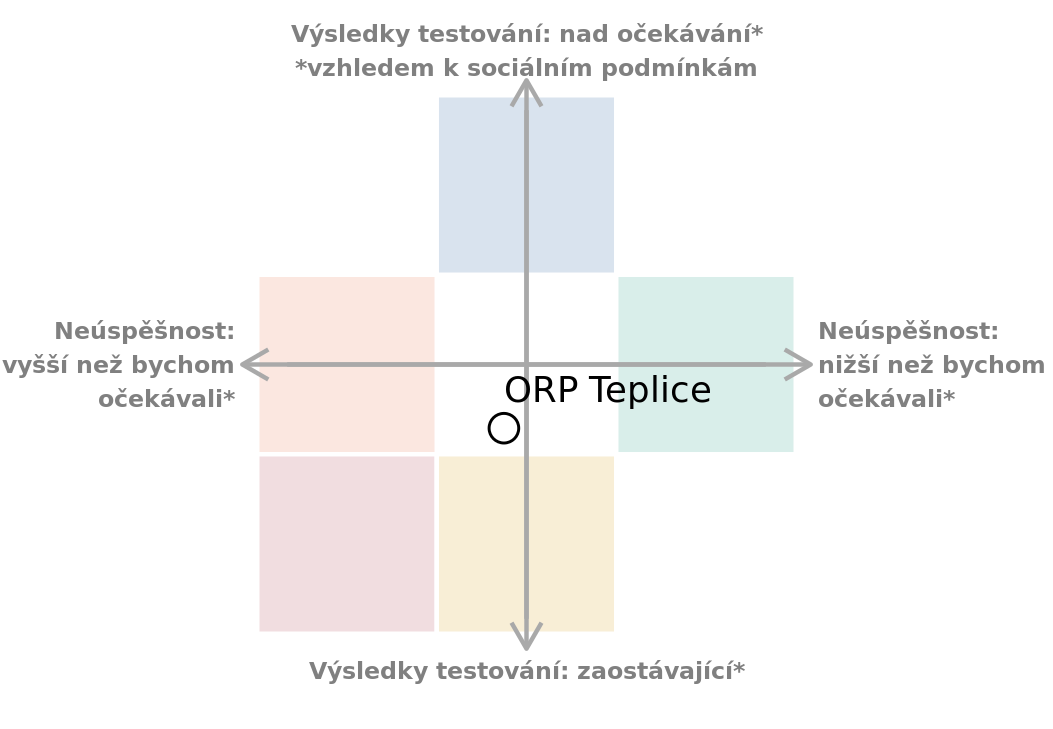 Výsledky testování: nad očekávání*
*vzhledem k sociálním podmínkám
Neúspěšnost:
vyšší než bychom
očekávali*
Neúspěšnost:
nižší než bychom
očekávali*
ORP Teplice
Výsledky testování: zaostávající*